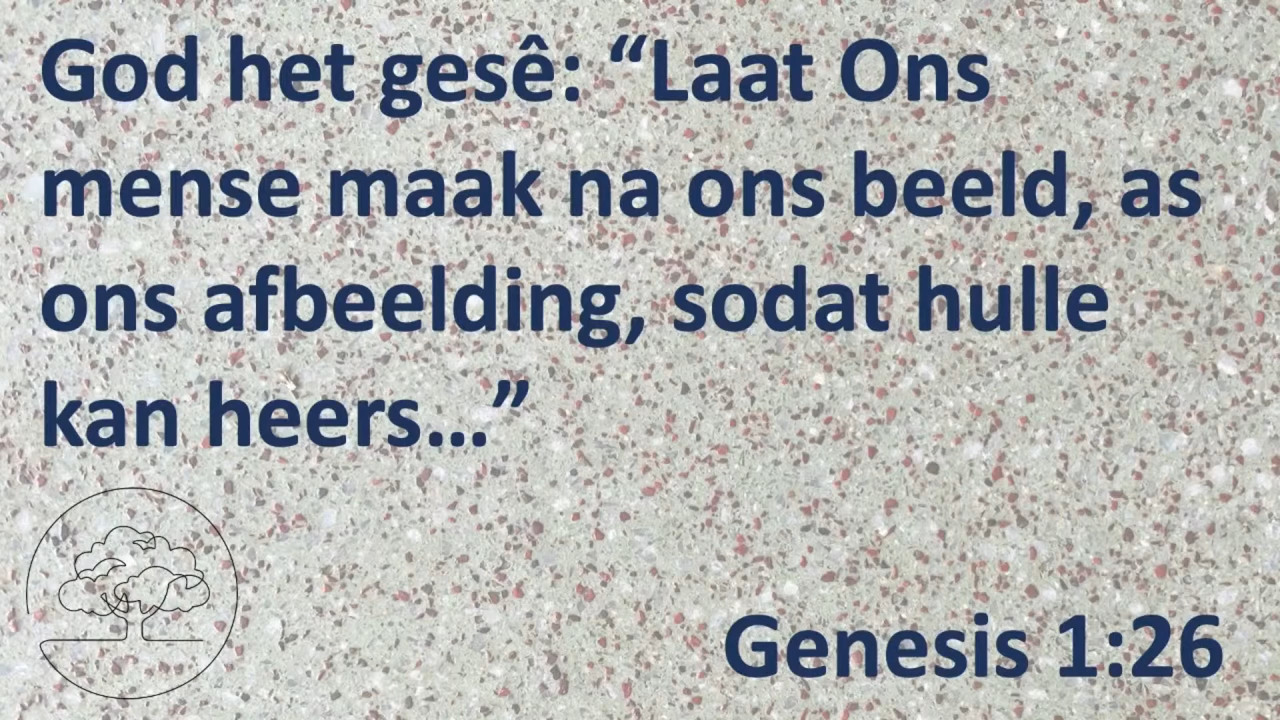 God het gesê: “Laat Ons
mense maak na ons beeld, as
ons afbeelding, sodat hulle
kan heers…”
Genesis 1:26